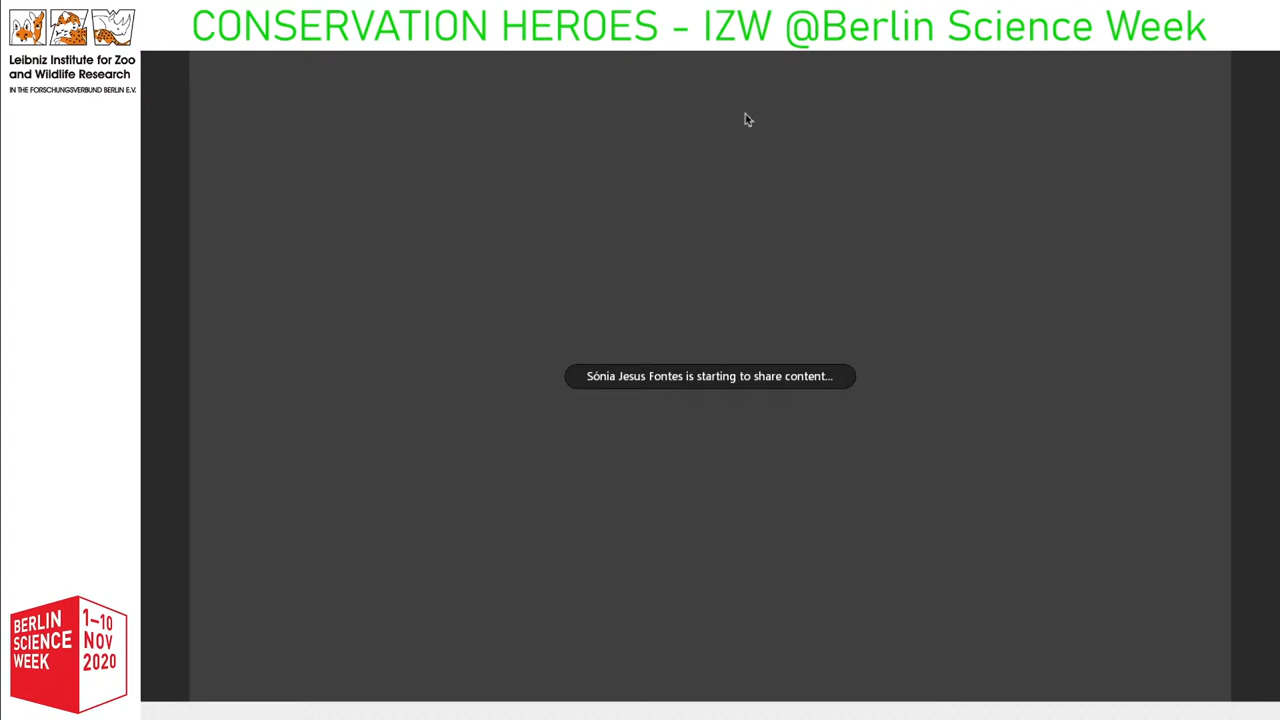 CONSERVATION HEROES - IZW @Berlin Science Week
Leibniz Institute for Zoo
and Wildlife Research
IN THE FORSCHUNGSVERBUND BERLIN E.V.
Sónia Jesus Fontes is starting to share content...
BERLIN
SCIENCE
WEEK
1–10
NOV
2020